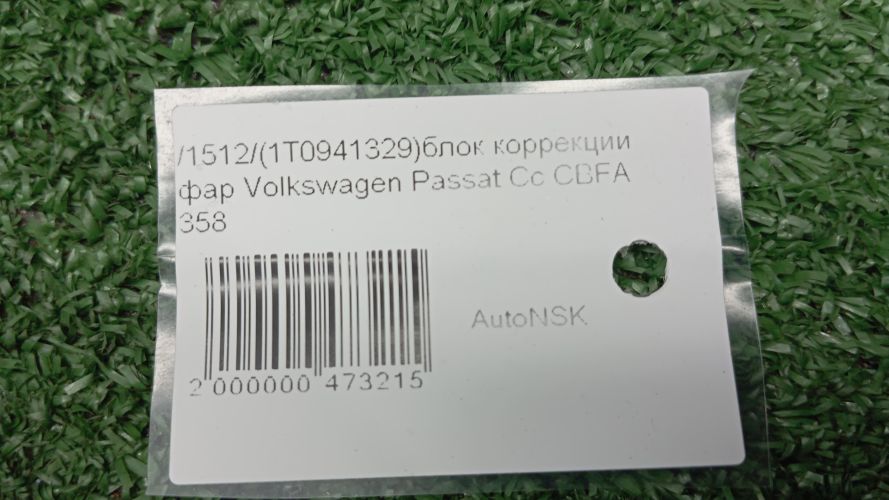 /1512/(1T0941329)блок коррекции
фар Volkswagen Passat Cc CBFA
358
AutoNSK
2 000000 473215